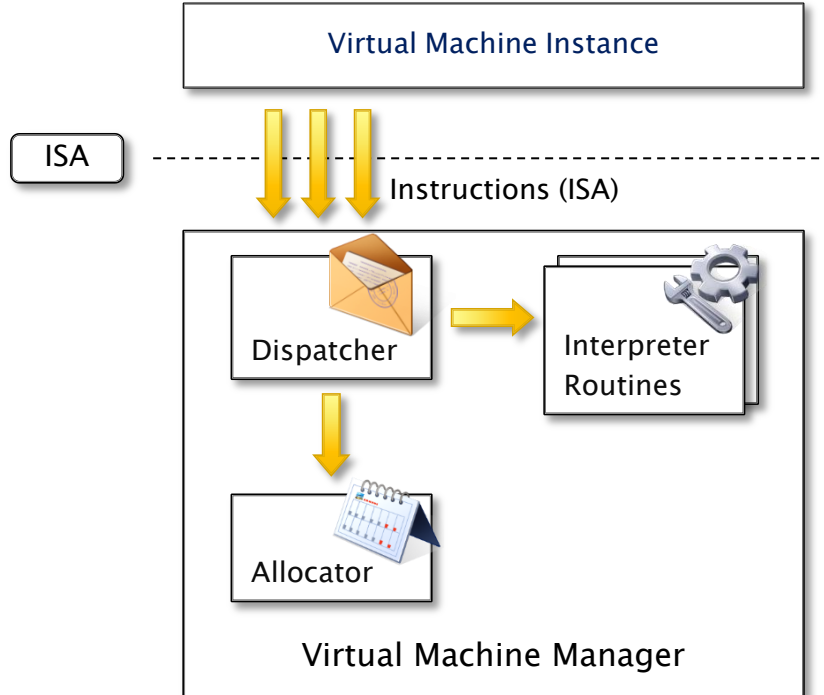 Virtual Machine Instance
ISA
Instructions (ISA)
Dispatcher
Interpreter
Routines
Allocator
Virtual Machine Manager